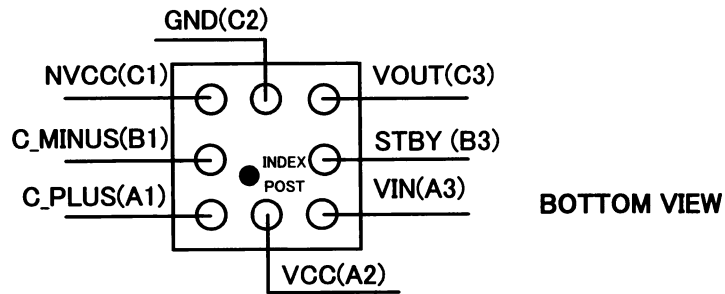 GND(C2)
NVCC(C1)
VOUT(C3)
C_MINUS(B1)
STBY (B3)
INDEX
POST
C_PLUS(A1)
VIN(A3)
BOTTOM VIEW
VCC(A2)